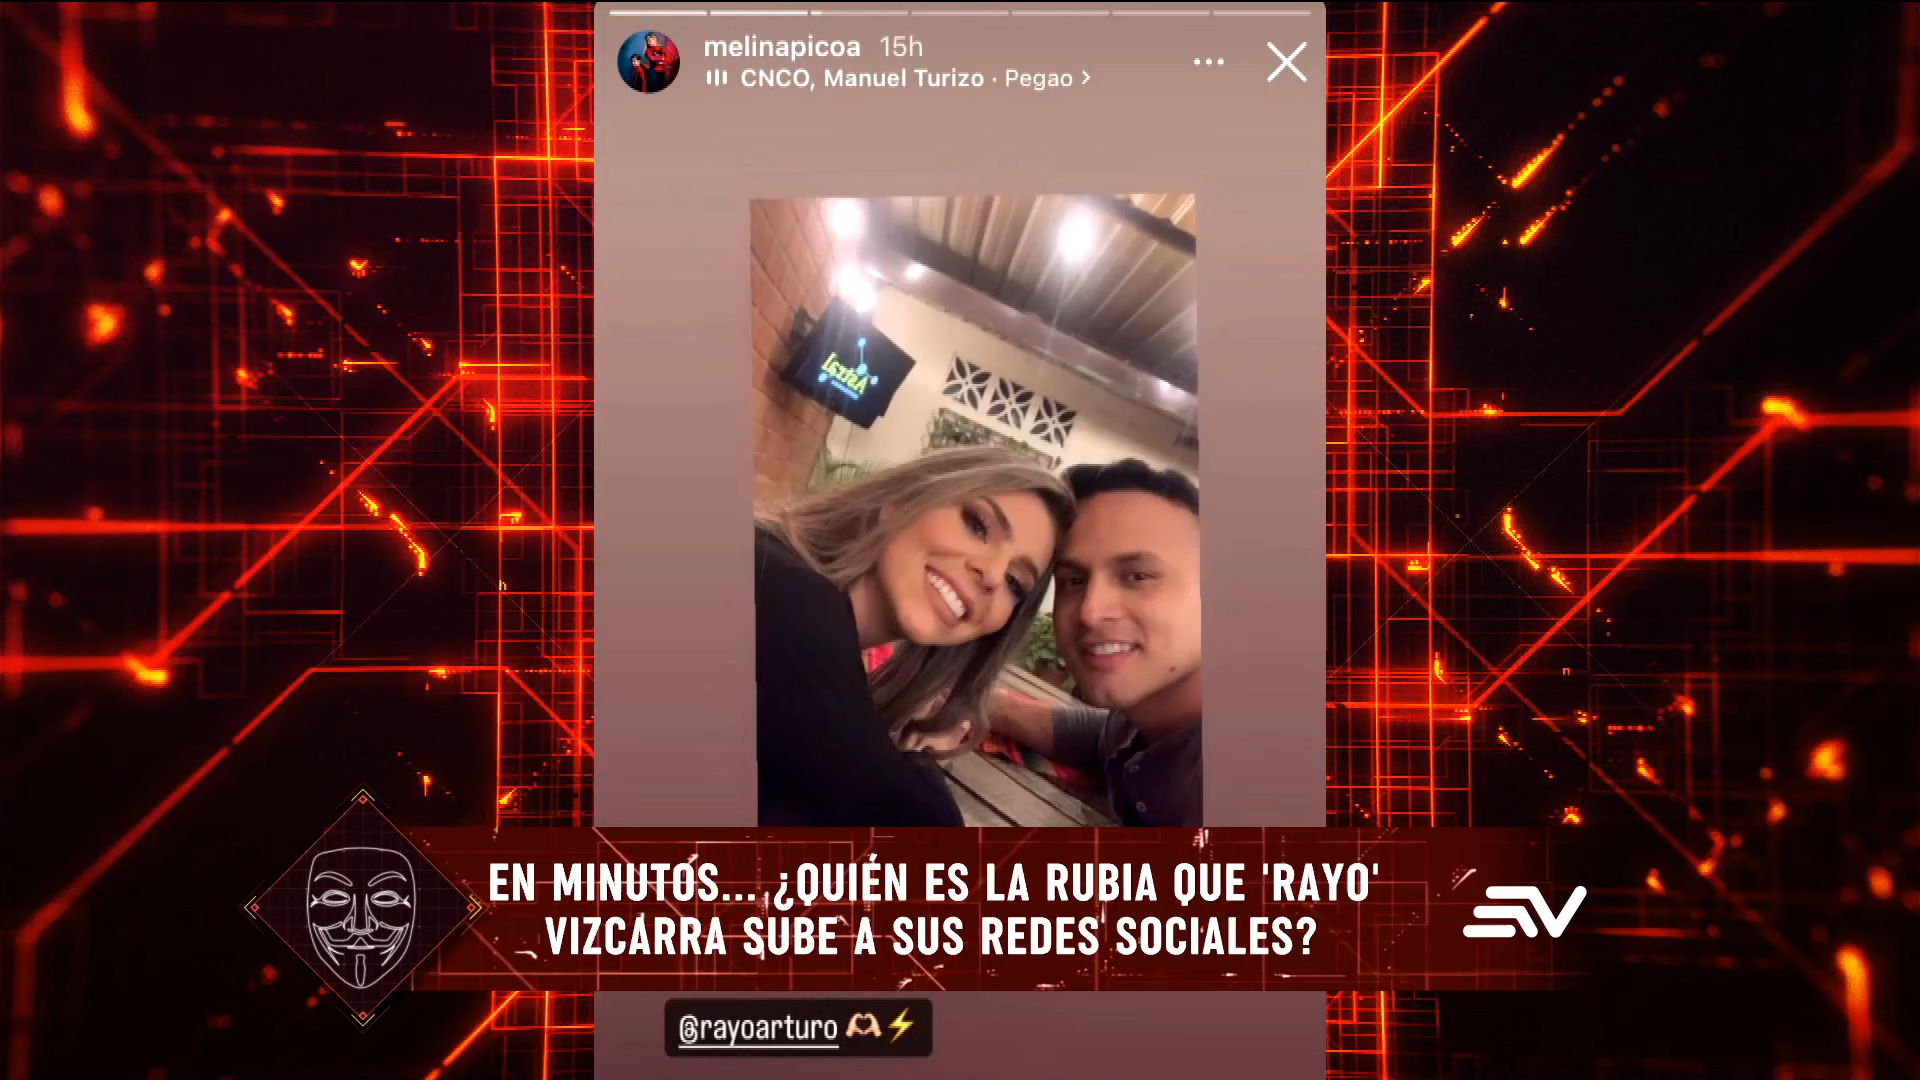 melinapicoa 15h
CNCO, Manuel Turizo · Pegao >
Astral
EN MINUTOS... ¿QUIÉN ES LA RUBIA QUE 'RAYO'
VIZCARRA SUBE A SUS REDES SOCIALES?
@rayoarturo